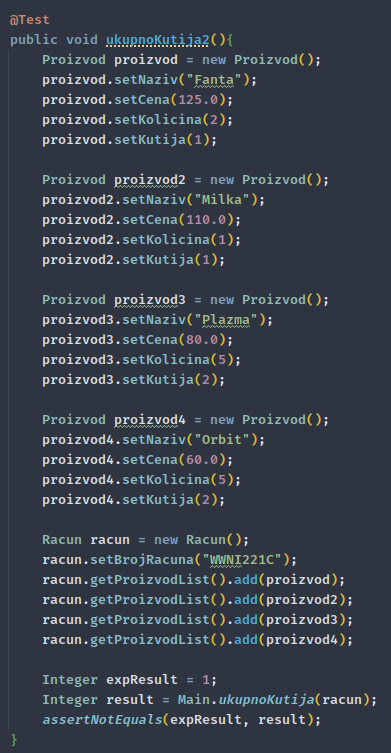 @Test
public void ukupnoKutija2(){
    Proizvod proizvod = new Proizvod();
    proizvod.setNaziv("Fanta");
    proizvod.setCena(125.0);
    proizvod.setKolicina(2);
    proizvod.setKutija(1);

    Proizvod proizvod2 = new Proizvod();
    proizvod2.setNaziv("Milka");
    proizvod2.setCena(110.0);
    proizvod2.setKolicina(1);
    proizvod2.setKutija(1);

    Proizvod proizvod3 = new Proizvod();
    proizvod3.setNaziv("Plazma");
    proizvod3.setCena(80.0);
    proizvod3.setKolicina(5);
    proizvod3.setKutija(2);

    Proizvod proizvod4 = new Proizvod();
    proizvod4.setNaziv("Orbit");
    proizvod4.setCena(60.0);
    proizvod4.setKolicina(5);
    proizvod4.setKutija(2);

    Racun racun = new Racun();
    racun.setBrojRacuna("WWNI221C");
    racun.getProizvodList().add(proizvod);
    racun.getProizvodList().add(proizvod2);
    racun.getProizvodList().add(proizvod3);
    racun.getProizvodList().add(proizvod4);

    Integer expResult = 1;
    Integer result = Main.ukupnoKutija(racun);
    assertNotEquals(expResult, result);
}